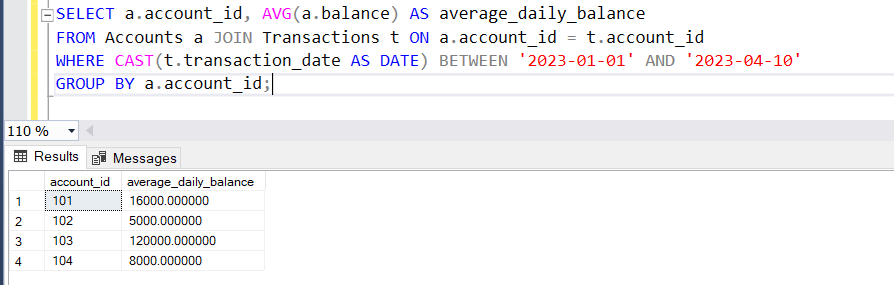 SELECT a.account_id, AVG(a.balance) AS average_daily_balance
FROM Accounts a JOIN Transactions t ON a.account_id = t.account_id
WHERE CAST(t.transaction_date AS DATE) BETWEEN '2023-01-01' AND '2023-04-10'
GROUP BY a.account_id;
110 %
Results Messages
account_id average_daily_balance
1 101 16000.000000
2 102 5000.000000
3 103 120000.000000
4 104 8000.000000